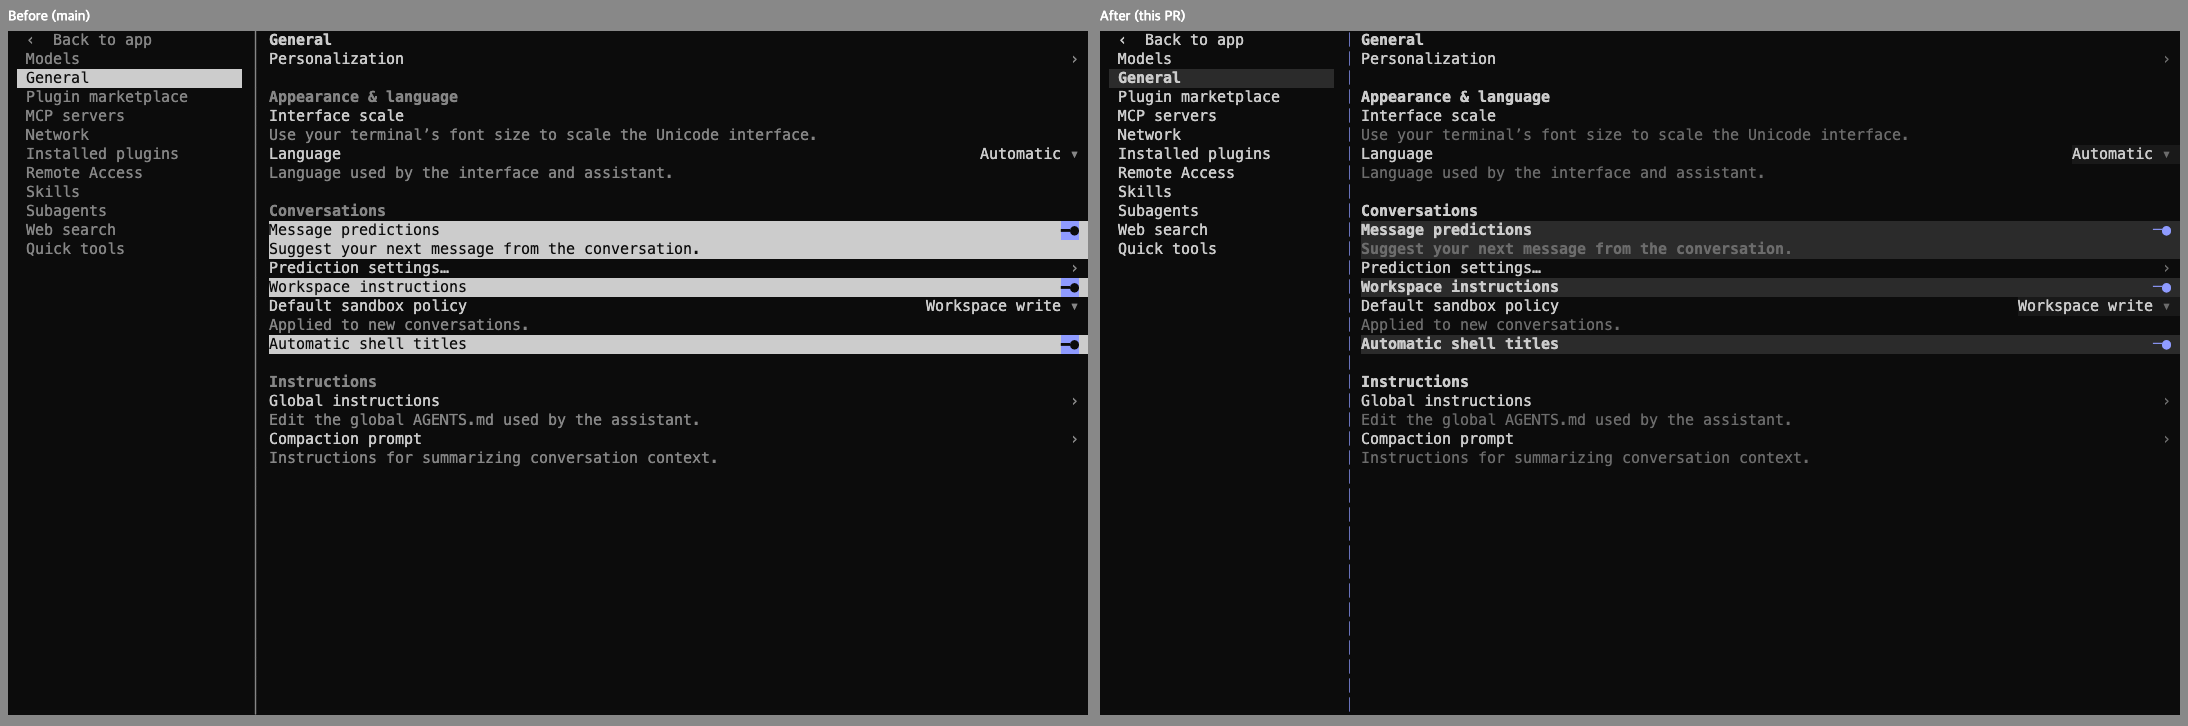 Before (main)
‹ Back to app
Models
General
Plugin marketplace
MCP servers
Network
Installed plugins
Remote Access
Skills
Subagents
Web search
Quick tools
General
Personalization ›
Appearance & language
Interface scale
Use your terminal’s font size to scale the Unicode interface.
Language Automatic ▾
Language used by the interface and assistant.
Conversations
Message predictions
Suggest your next message from the conversation.
Prediction settings… ›
Workspace instructions
Default sandbox policy Workspace write ▾
Applied to new conversations.
Automatic shell titles
Instructions
Global instructions ›
Edit the global AGENTS.md used by the assistant.
Compaction prompt ›
Instructions for summarizing conversation context.
After (this PR)
‹ Back to app
Models
General
Plugin marketplace
MCP servers
Network
Installed plugins
Remote Access
Skills
Subagents
Web search
Quick tools
General
Personalization ›
Appearance & language
Interface scale
Use your terminal’s font size to scale the Unicode interface.
Language Automatic ▾
Language used by the interface and assistant.
Conversations
Message predictions
Suggest your next message from the conversation.
Prediction settings… ›
Workspace instructions
Default sandbox policy Workspace write ▾
Applied to new conversations.
Automatic shell titles
Instructions
Global instructions ›
Edit the global AGENTS.md used by the assistant.
Compaction prompt ›
Instructions for summarizing conversation context.